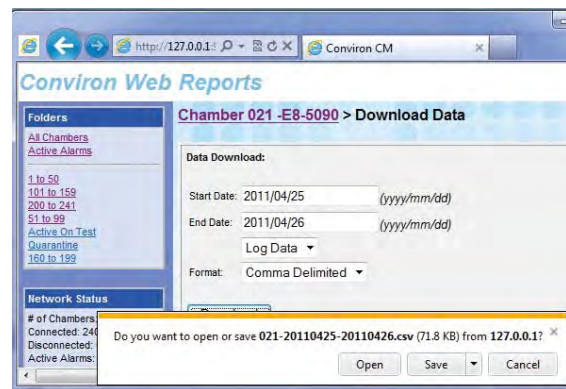 http://127.0.0.1:
Conviron CM
Conviron Web Reports
Folders
All Chambers
Active Alarms
1 to 50
101 to 159
200 to 241
51 to 99
Active On Test
Quarantine
160 to 199
Network Status
# of Chambers:
Connected: 240
Disconnected:
Active Alarms:
Chamber 021 -E8-5090 > Download Data
Data Download:
Start Date: 2011/04/25 (yyyy/mm/dd)
End Date: 2011/04/26 (yyyy/mm/dd)
Log Data
Format: Comma Delimited
Do you want to open or save 021-20110425-20110426.csv (71.8 KB) from 127.0.0.1?
Open Save Cancel